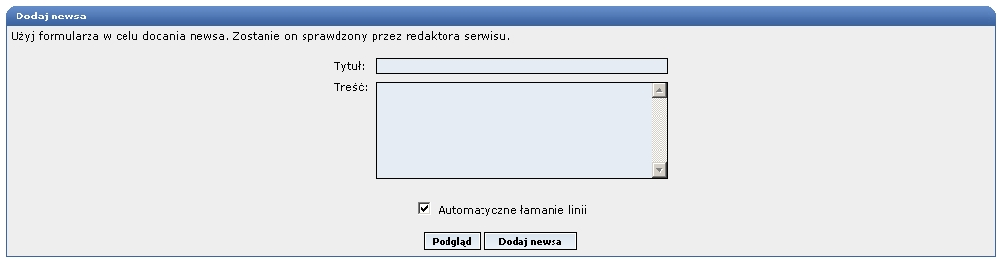 Dodaj newsa
Użyj formularza w celu dodania newsa. Zostanie on sprawdzony przez redaktora serwisu.
Tytuł:
Treść:
Automatyczne łamanie linii
Podgląd Dodaj newsa